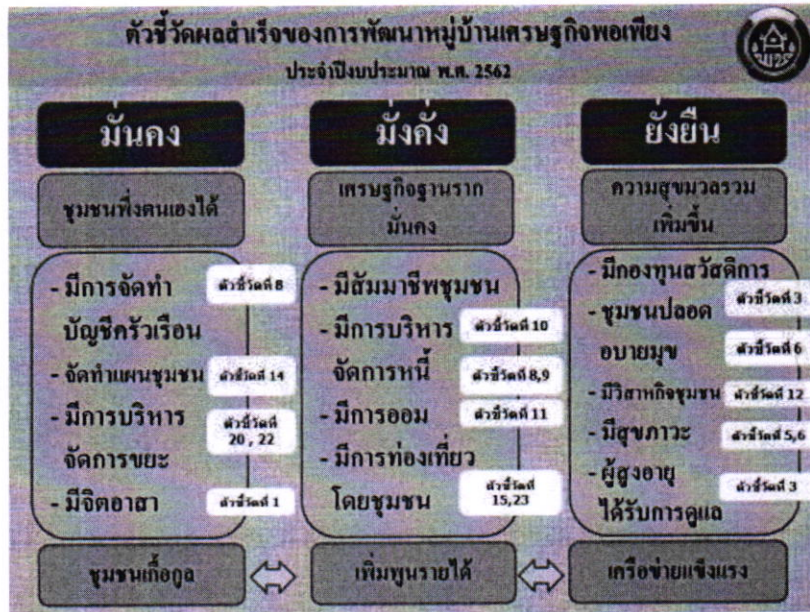 ตัวชี้วัดผลสำเร็จของการพัฒนาหมู่บ้านเศรษฐกิจพอเพียง
ประจำปีงบประมาณ พ.ศ. 2562
มั่นคง
ชุมชนพึ่งตนเองได้
- มีการจัดทำ
ตัวชี้วัดที่ 8
บัญชีครัวเรือน
- จัดทำแผนชุมชน
ตัวชี้วัดที่ 14
- มีการบริหาร
จัดการขยะ
ตัวชี้วัดที่
20 , 22
- มีจิตอาสา
ตัวชี้วัดที่ 1
ชุมชนเกื้อกูล
มั่งคั่ง
เศรษฐกิจฐานราก
มั่นคง
- มีสัมมาชีพชุมชน
- มีการบริหาร
ตัวชี้วัดที่ 10
จัดการหนี้
ตัวชี้วัดที่ 8,9
- มีการออม
ตัวชี้วัดที่ 11
- มีการท่องเที่ยว
โดยชุมชน
ตัวชี้วัดที่
15,23
เพิ่มพูนรายได้
ยั่งยืน
ความสุขมวลรวม
เพิ่มขึ้น
- มีกองทุนสวัสดิการ
ตัวชี้วัดที่ 3
- ชุมชนปลอด
อบายมุข
ตัวชี้วัดที่ 6
- มีวิสาหกิจชุมชน
ตัวชี้วัดที่ 12
- มีสุขภาวะ
ตัวชี้วัดที่ 5,6
- ผู้สูงอายุ
ได้รับการดูแล
ตัวชี้วัดที่ 3
เครือข่ายแข็งแรง